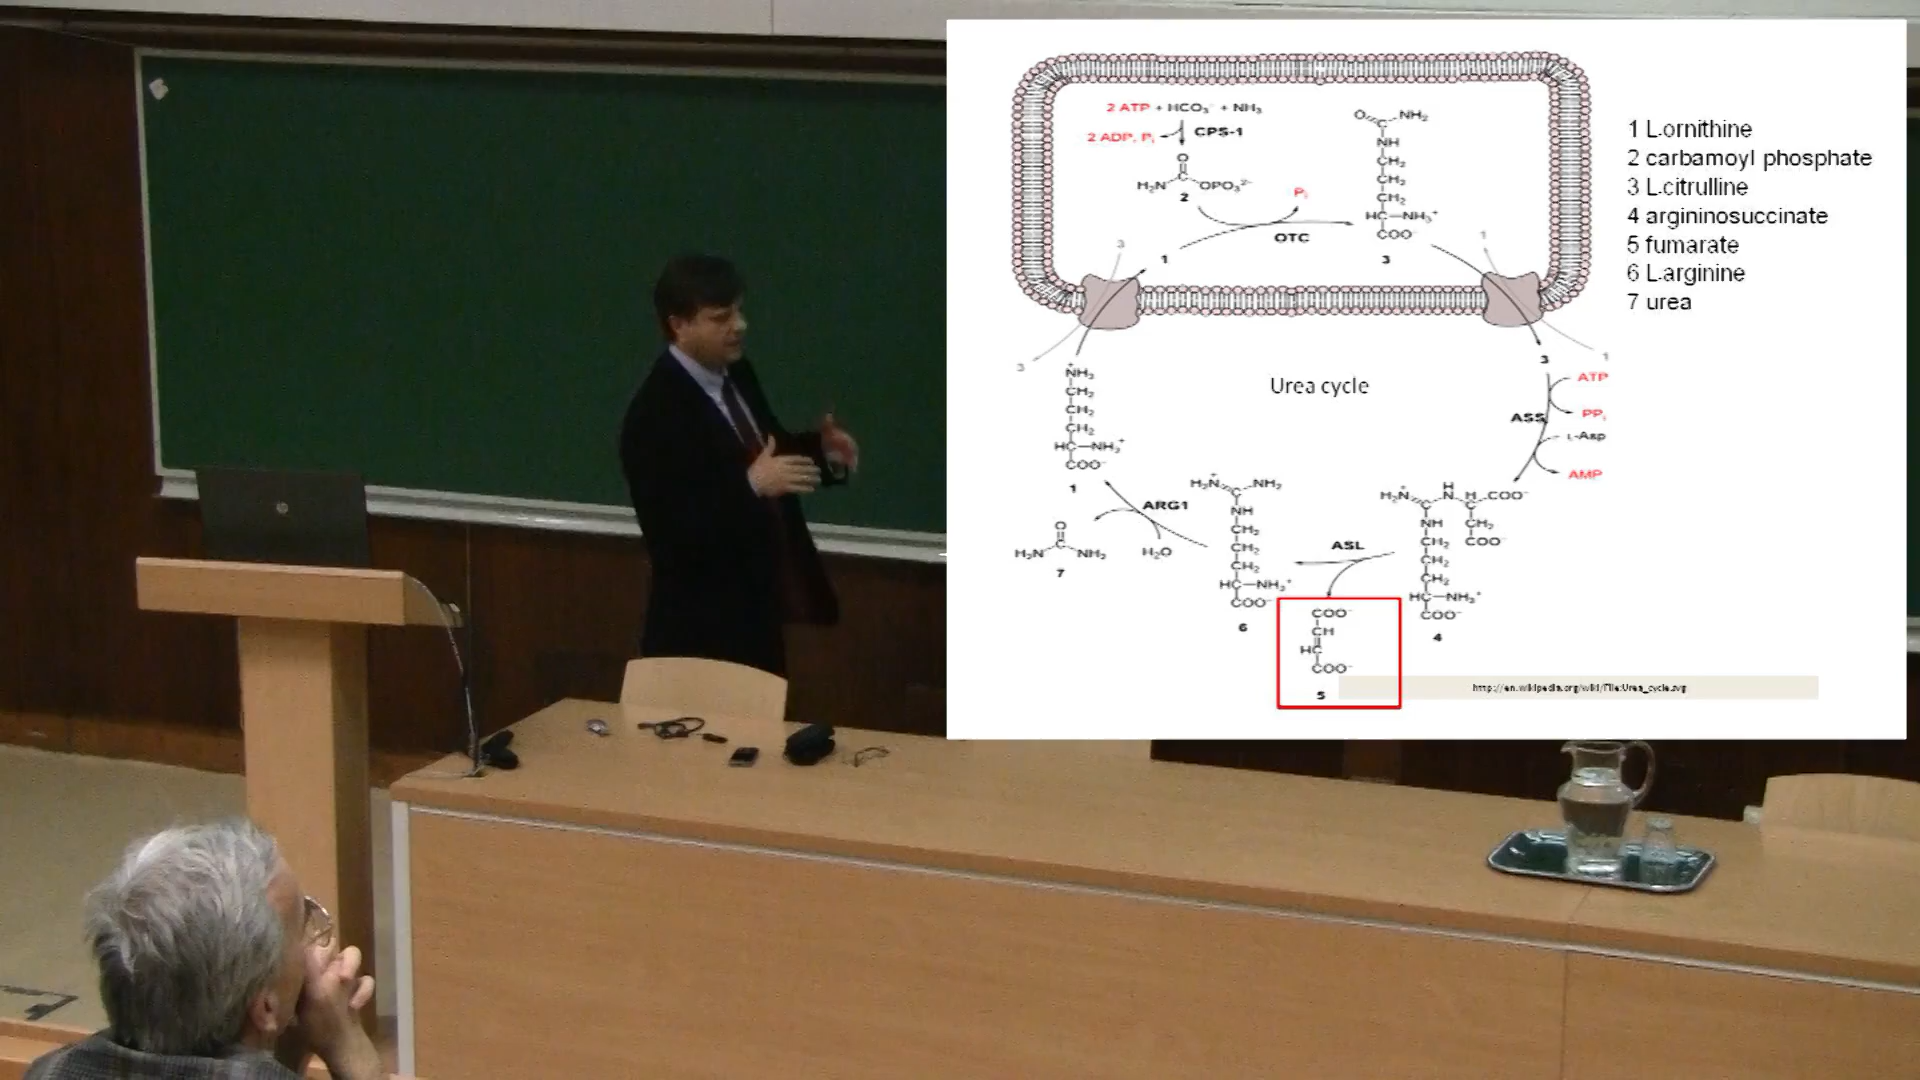 2 ATP + HCO₃⁻ + NH₃
2 ADP, Pᵢ
CPS-1
O
H₂N
OPO₃²⁻
2
Pᵢ
OTC
1
O
NH₂
NH
CH₂
CH₂
CH₂
HC—NH₃⁺
COO⁻
3
3
1
3
1
1 L-ornithine
2 carbamoyl phosphate
3 L-citrulline
4 argininosuccinate
5 fumarate
6 L-arginine
7 urea
Urea cycle
3
ATP
ASS
PPᵢ
L-Asp
AMP
⁺NH₃
CH₂
CH₂
CH₂
HC—NH₃⁺
COO⁻
1
ARG1
H₂O
O
H₂N
NH₂
7
H₂N⁺
NH₂
NH
CH₂
CH₂
CH₂
HC—NH₃⁺
COO⁻
6
ASL
H₂N⁺
H
N
H
COO⁻
NH
CH₂
COO⁻
CH₂
CH₂
CH₂
HC—NH₃⁺
COO⁻
4
COO⁻
CH
HC
COO⁻
5
http://en.wikipedia.org/wiki/File:Urea_cycle.svg